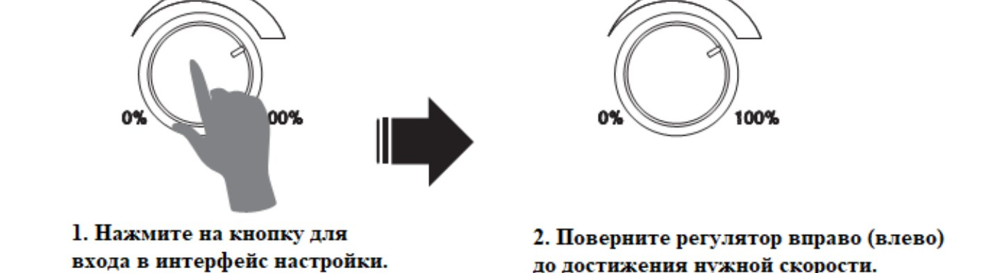 0% 00% 0% 100%
1. Нажмите на кнопку для
входа в интерфейс настройки.
2. Поверните регулятор вправо (влево)
до достижения нужной скорости.